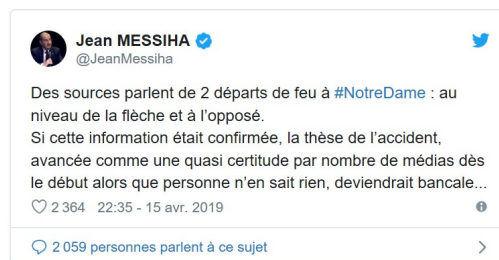 Jean MESSIHA
@JeanMessiha
Des sources parlent de 2 départs de feu à #NotreDame : au
niveau de la flèche et à l’opposé.
Si cette information était confirmée, la thèse de l’accident,
avancée comme une quasi certitude par nombre de médias dès
le début alors que personne n’en sait rien, deviendrait bancale...
2 364 22:35 - 15 avr. 2019
2 059 personnes parlent à ce sujet